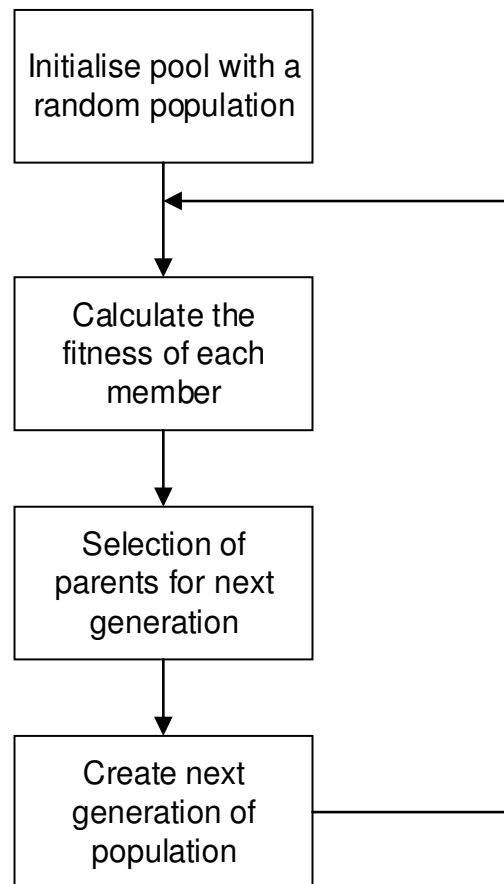 Initialise pool with a
random population
Calculate the
fitness of each
member
Selection of
parents for next
generation
Create next
generation of
population